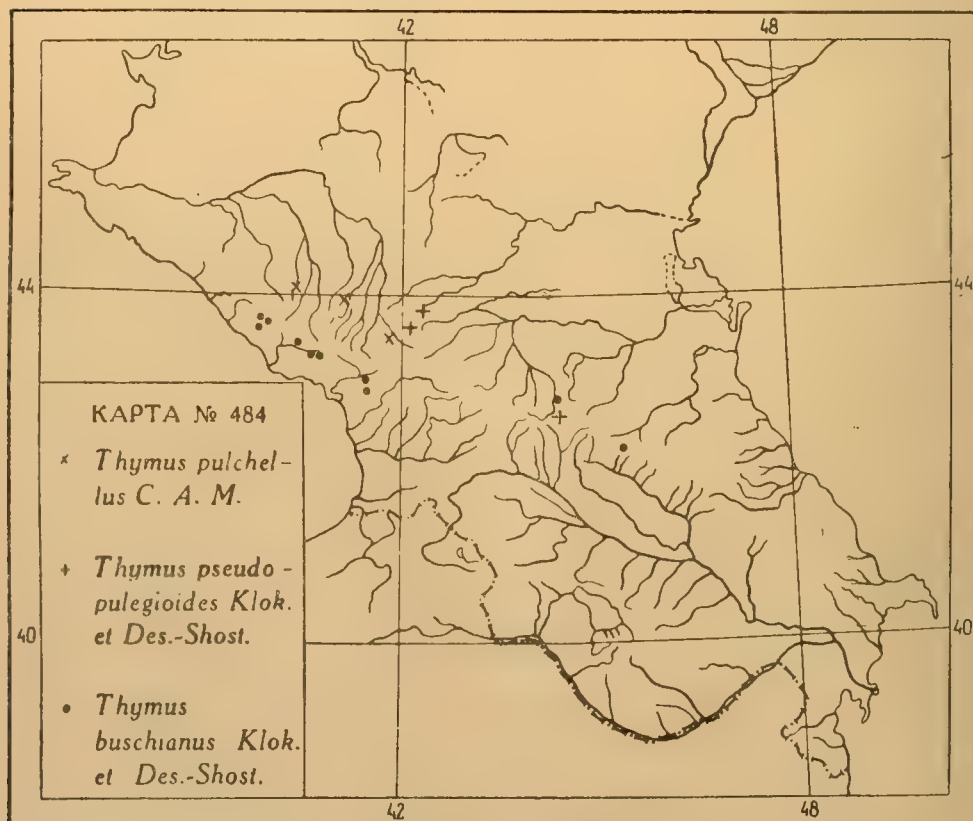 42 48
44 44
КАРТА № 484
× Thymus pulchel-
lus C. A. M.
+ Thymus pseudo-
pulegioides Klok.
et Des.-Shost.
• Thymus
buschianus Klok.
et Des.-Shost.
40 40
42 48